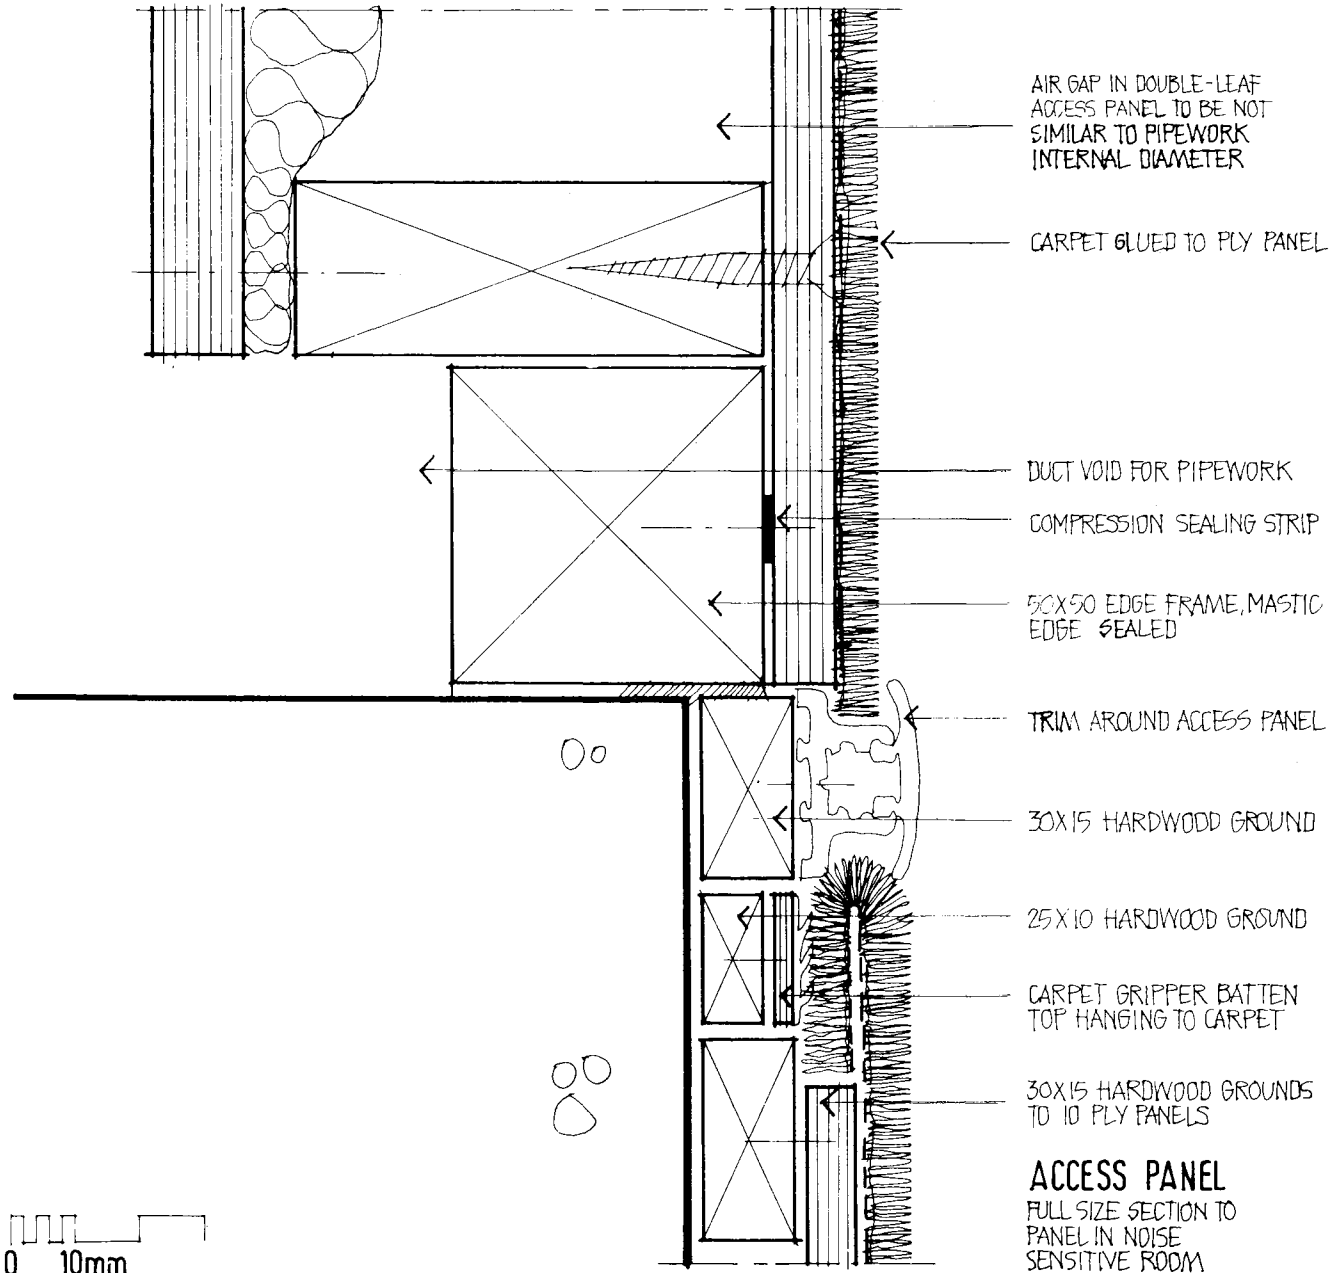 AIR GAP IN DOUBLE-LEAF
ACCESS PANEL TO BE NOT
SIMILAR TO PIPEWORK
INTERNAL DIAMETER
CARPET GLUED TO PLY PANEL
DUCT VOID FOR PIPEWORK
COMPRESSION SEALING STRIP
50X50 EDGE FRAME, MASTIC
EDGE SEALED
TRIM AROUND ACCESS PANEL
30X15 HARDWOOD GROUND
25X10 HARDWOOD GROUND
CARPET GRIPPER BATTEN
TOP HANGING TO CARPET
30X15 HARDWOOD GROUNDS
TO 10 PLY PANELS
ACCESS PANEL
FULL SIZE SECTION TO
PANEL IN NOISE
SENSITIVE ROOM
0 10mm